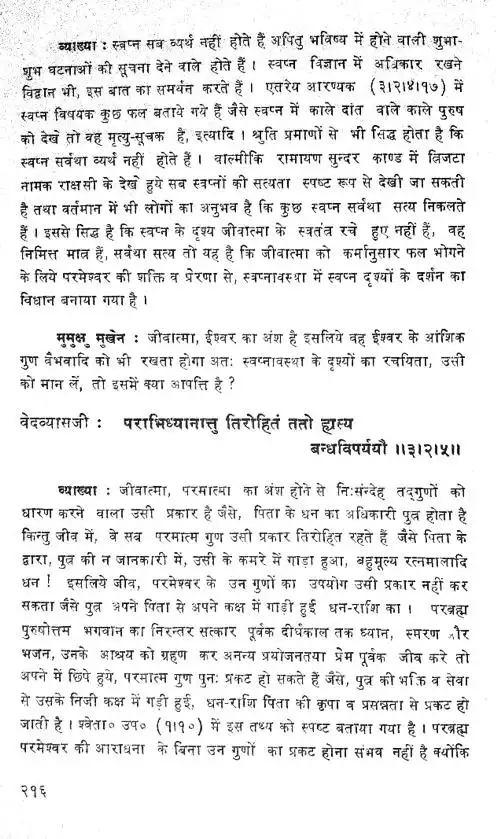 व्याख्या : स्वप्न सब व्यर्थ नहीं होते हैं अपितु भविष्य में होने वाली शुभा-
शुभ घटनाओं की सूचना देने वाले होते हैं । स्वप्न विज्ञान में अधिकार रखने
विद्वान भी, इस बात का समर्थन करते हैं । एतरेय आरण्यक (३।२।४।१७) में
स्वप्न विषयक कुछ फल बताये गये हैं जैसे स्वप्न में काले दांत वाले काले पुरुष
को देखे तो वह मृत्यु-सूचक है, इत्यादि । श्रुति प्रमाणों से भी सिद्ध होता है कि
स्वप्न सर्वथा व्यर्थ नहीं होते हैं । वाल्मीकि रामायण सुन्दर काण्ड में त्रिजटा
नामक राक्षसी के देखे हुये सब स्वप्नों की सत्यता स्पष्ट रूप से देखी जा सकती
है तथा वर्तमान में भी लोगों का अनुभव है कि कुछ स्वप्न सर्वथा सत्य निकलते
हैं । इससे सिद्ध है कि स्वप्न के दृश्य जीवात्मा के स्वतंत्र रचे हुए नहीं हैं, वह
निमित्त मात्र हैं, सर्वथा सत्य तो यह है कि जीवात्मा को कर्मानुसार फल भोगने
के लिये परमेश्वर की शक्ति व प्रेरणा से, स्वप्नावस्था में स्वप्न दृश्यों के दर्शन का
विधान बनाया गया है ।
मुमुक्षु मुखेन : जीवात्मा, ईश्वर का अंश है इसलिये वह ईश्वर के आंशिक
गुण वैभवादि को भी रखता होगा अतः स्वप्नावस्था के दृश्यों का रचयिता, उसी
को मान लें, तो इसमें क्या आपत्ति है ?
वेदव्यासजी : पराभिध्यानात्तु तिरोहितं ततो ह्यस्य
बन्धविपर्ययौ ॥३।२।५॥
व्याख्या : जीवात्मा, परमात्मा का अंश होने से निःसंन्देह तद्गुणों को
धारण करने वाला उसी प्रकार है जैसे, पिता के धन का अधिकारी पुत्र होता है
किन्तु जीव में, वे सब परमात्म गुण उसी प्रकार तिरोहित रहते हैं जैसे पिता के
द्वारा, पुत्र की न जानकारी में, उसी के कमरे में गाड़ा हुआ, बहुमूल्य रत्नमालादि
धन ! इसलिये जीव, परमेश्वर के उन गुणों का उपयोग उसी प्रकार नहीं कर
सकता जैसे पुत्र अपने पिता से अपने कक्ष में गाड़ी हुई धन-राशि का । परब्रह्म
पुरुषोत्तम भगवान का निरन्तर सत्कार पूर्वक दीर्घकाल तक ध्यान, स्मरण और
भजन, उनके आश्रय को ग्रहण कर अनन्य प्रयोजनतया प्रेम पूर्वक जीव करे तो
अपने में छिपे हुये, परमात्म गुण पुनः प्रकट हो सकते हैं जैसे, पुत्र की भक्ति व सेवा
से उसके निजी कक्ष में गड़ी हुई, धन-राशि पिता की कृपा व प्रसन्नता से प्रकट हो
जाती है । श्वेता० उप० (१।१०) में इस तथ्य को स्पष्ट बताया गया है । परब्रह्म
परमेश्वर की आराधना के बिना उन गुणों का प्रकट होना संभव नहीं है क्योंकि
२१६